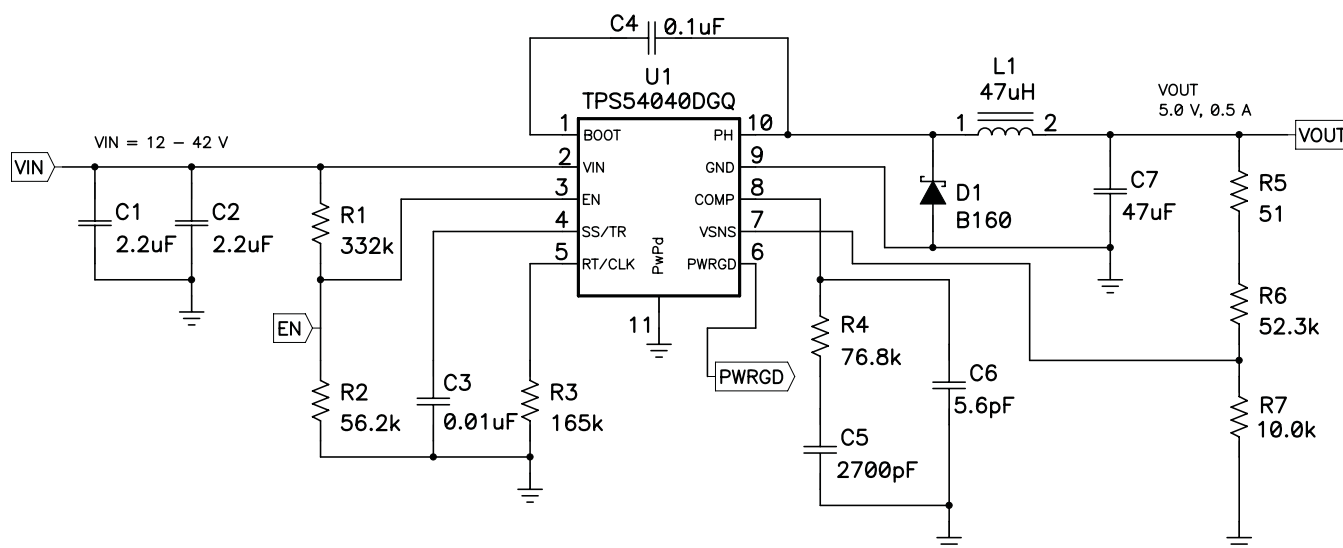 C4
0.1uF
U1
TPS54040DGQ
L1
47uH
VOUT
5.0 V, 0.5 A
VIN = 12 – 42 V
1
BOOT
PH
10
1
2
VOUT
VIN
2
VIN
GND
9
3
EN
COMP
8
4
SS/TR
VSNS
7
5
RT/CLK
PWRGD
6
PwPd
11
C1
2.2uF
C2
2.2uF
R1
332k
D1
B160
C7
47uF
R5
51
EN
R6
52.3k
R4
76.8k
PWRGD
R2
56.2k
C3
0.01uF
R3
165k
C6
5.6pF
R7
10.0k
C5
2700pF